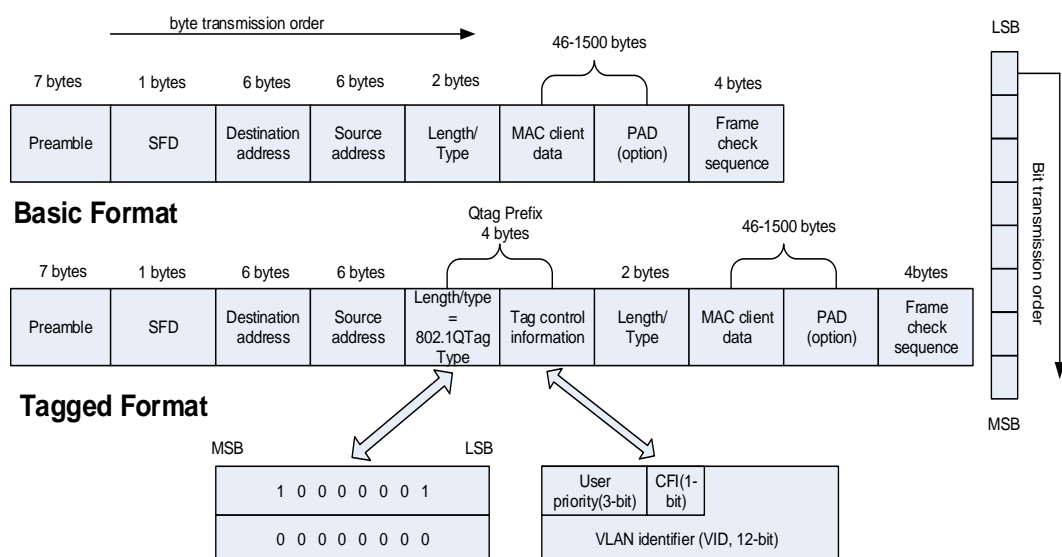 byte transmission order
46-1500 bytes
7 bytes
1 bytes
6 bytes
6 bytes
2 bytes
4 bytes
Preamble
SFD
Destination
address
Source
address
Length/
Type
MAC client
data
PAD
(option)
Frame
check
sequence
Basic Format
Qtag Prefix
4 bytes
46-1500 bytes
7 bytes
1 bytes
6 bytes
6 bytes
2 bytes
4bytes
Preamble
SFD
Destination
address
Source
address
Length/type
=
802.1QTag
Type
Tag control
information
Length/
Type
MAC client
data
PAD
(option)
Frame
check
sequence
Tagged Format
MSB
LSB
1 0 0 0 0 0 0 1
0 0 0 0 0 0 0 0
User
priority(3-bit)
CFI(1-
bit)
VLAN identifier (VID, 12-bit)
LSB
Bit transmission order
MSB